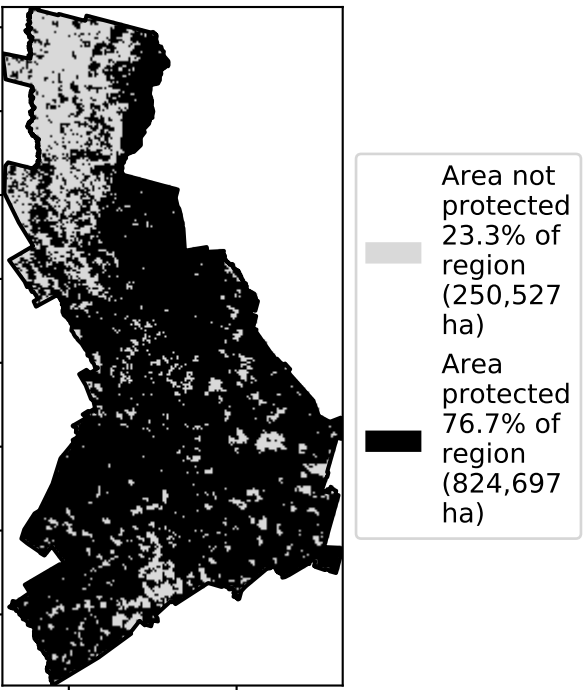 Area not
protected
23.3% of
region
(250,527
ha)
Area
protected
76.7% of
region
(824,697
ha)